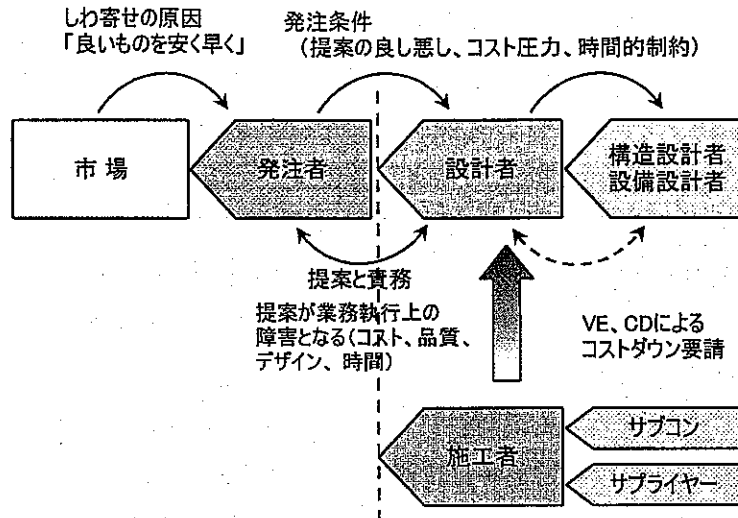 しわ寄せの原因
「良いものを安く早く」
発注条件
（提案の良し悪し、コスト圧力、時間的制約）
市 場
発注者
設計者
構造設計者
設備設計者
提案と責務
提案が業務執行上の
障害となる（コスト、品質、
デザイン、時間）
VE、CDによる
コストダウン要請
施工者
サブコン
サプライヤー